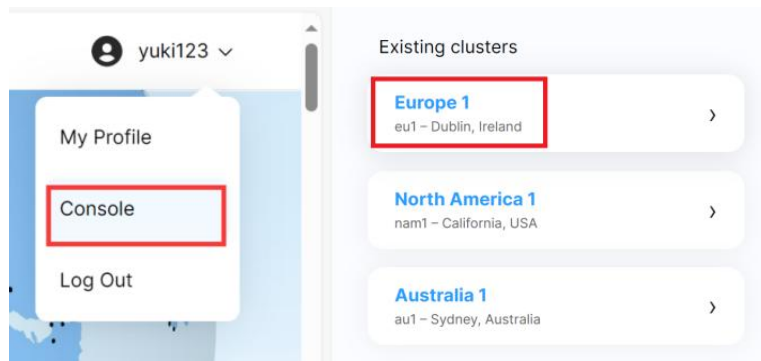 yuki123
My Profile
Console
Log Out
Existing clusters
Europe 1
eu1 – Dublin, Ireland
North America 1
nam1 – California, USA
Australia 1
au1 – Sydney, Australia